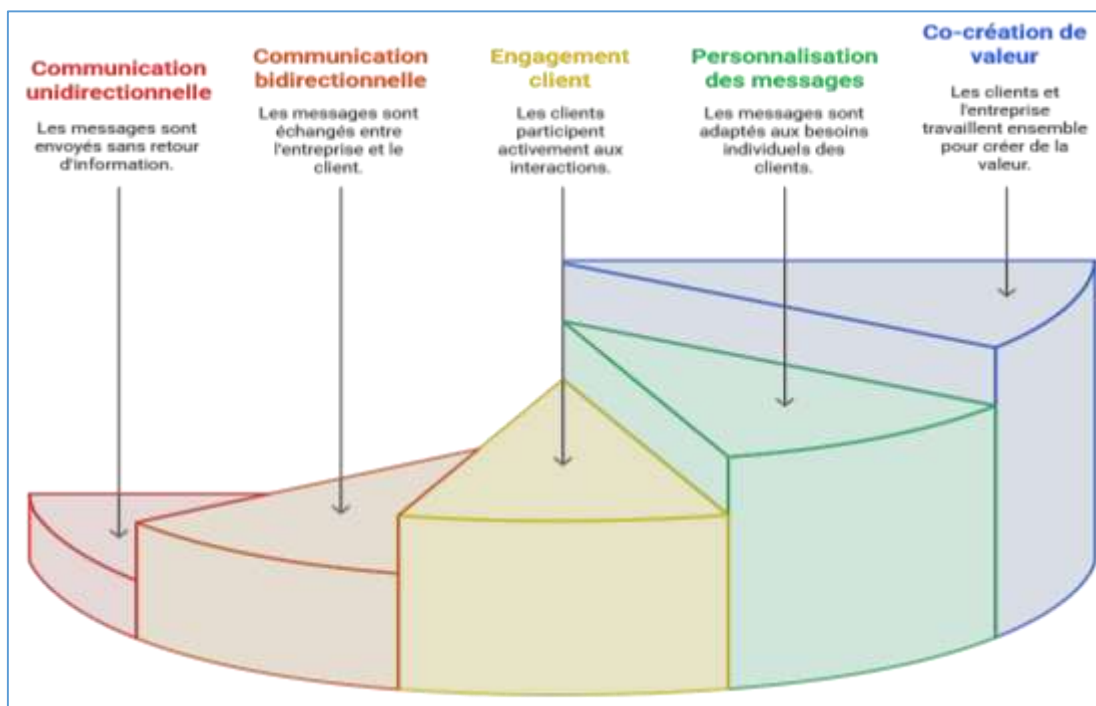 Communication
unidirectionnelle
Les messages sont
envoyés sans retour
d'information.
Communication
bidirectionnelle
Les messages sont
échangés entre
l'entreprise et le
client.
Engagement
client
Les clients
participent
activement aux
interactions.
Personnalisation
des messages
Les messages sont
adaptés aux besoins
individuels des
clients.
Co-création de
valeur
Les clients et
l'entreprise
travaillent ensemble
pour créer de la
valeur.